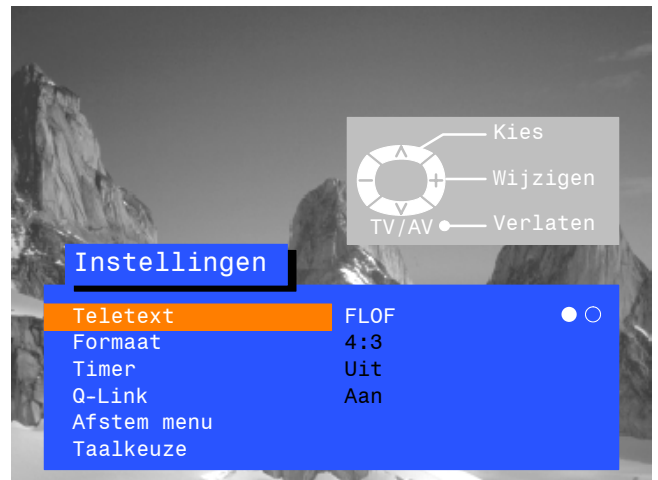 Kies
Wijzigen
TV/AV Verlaten
Instellingen
Teletext FLOF
Formaat 4:3
Timer Uit
Q-Link Aan
Afstem menu
Taalkeuze